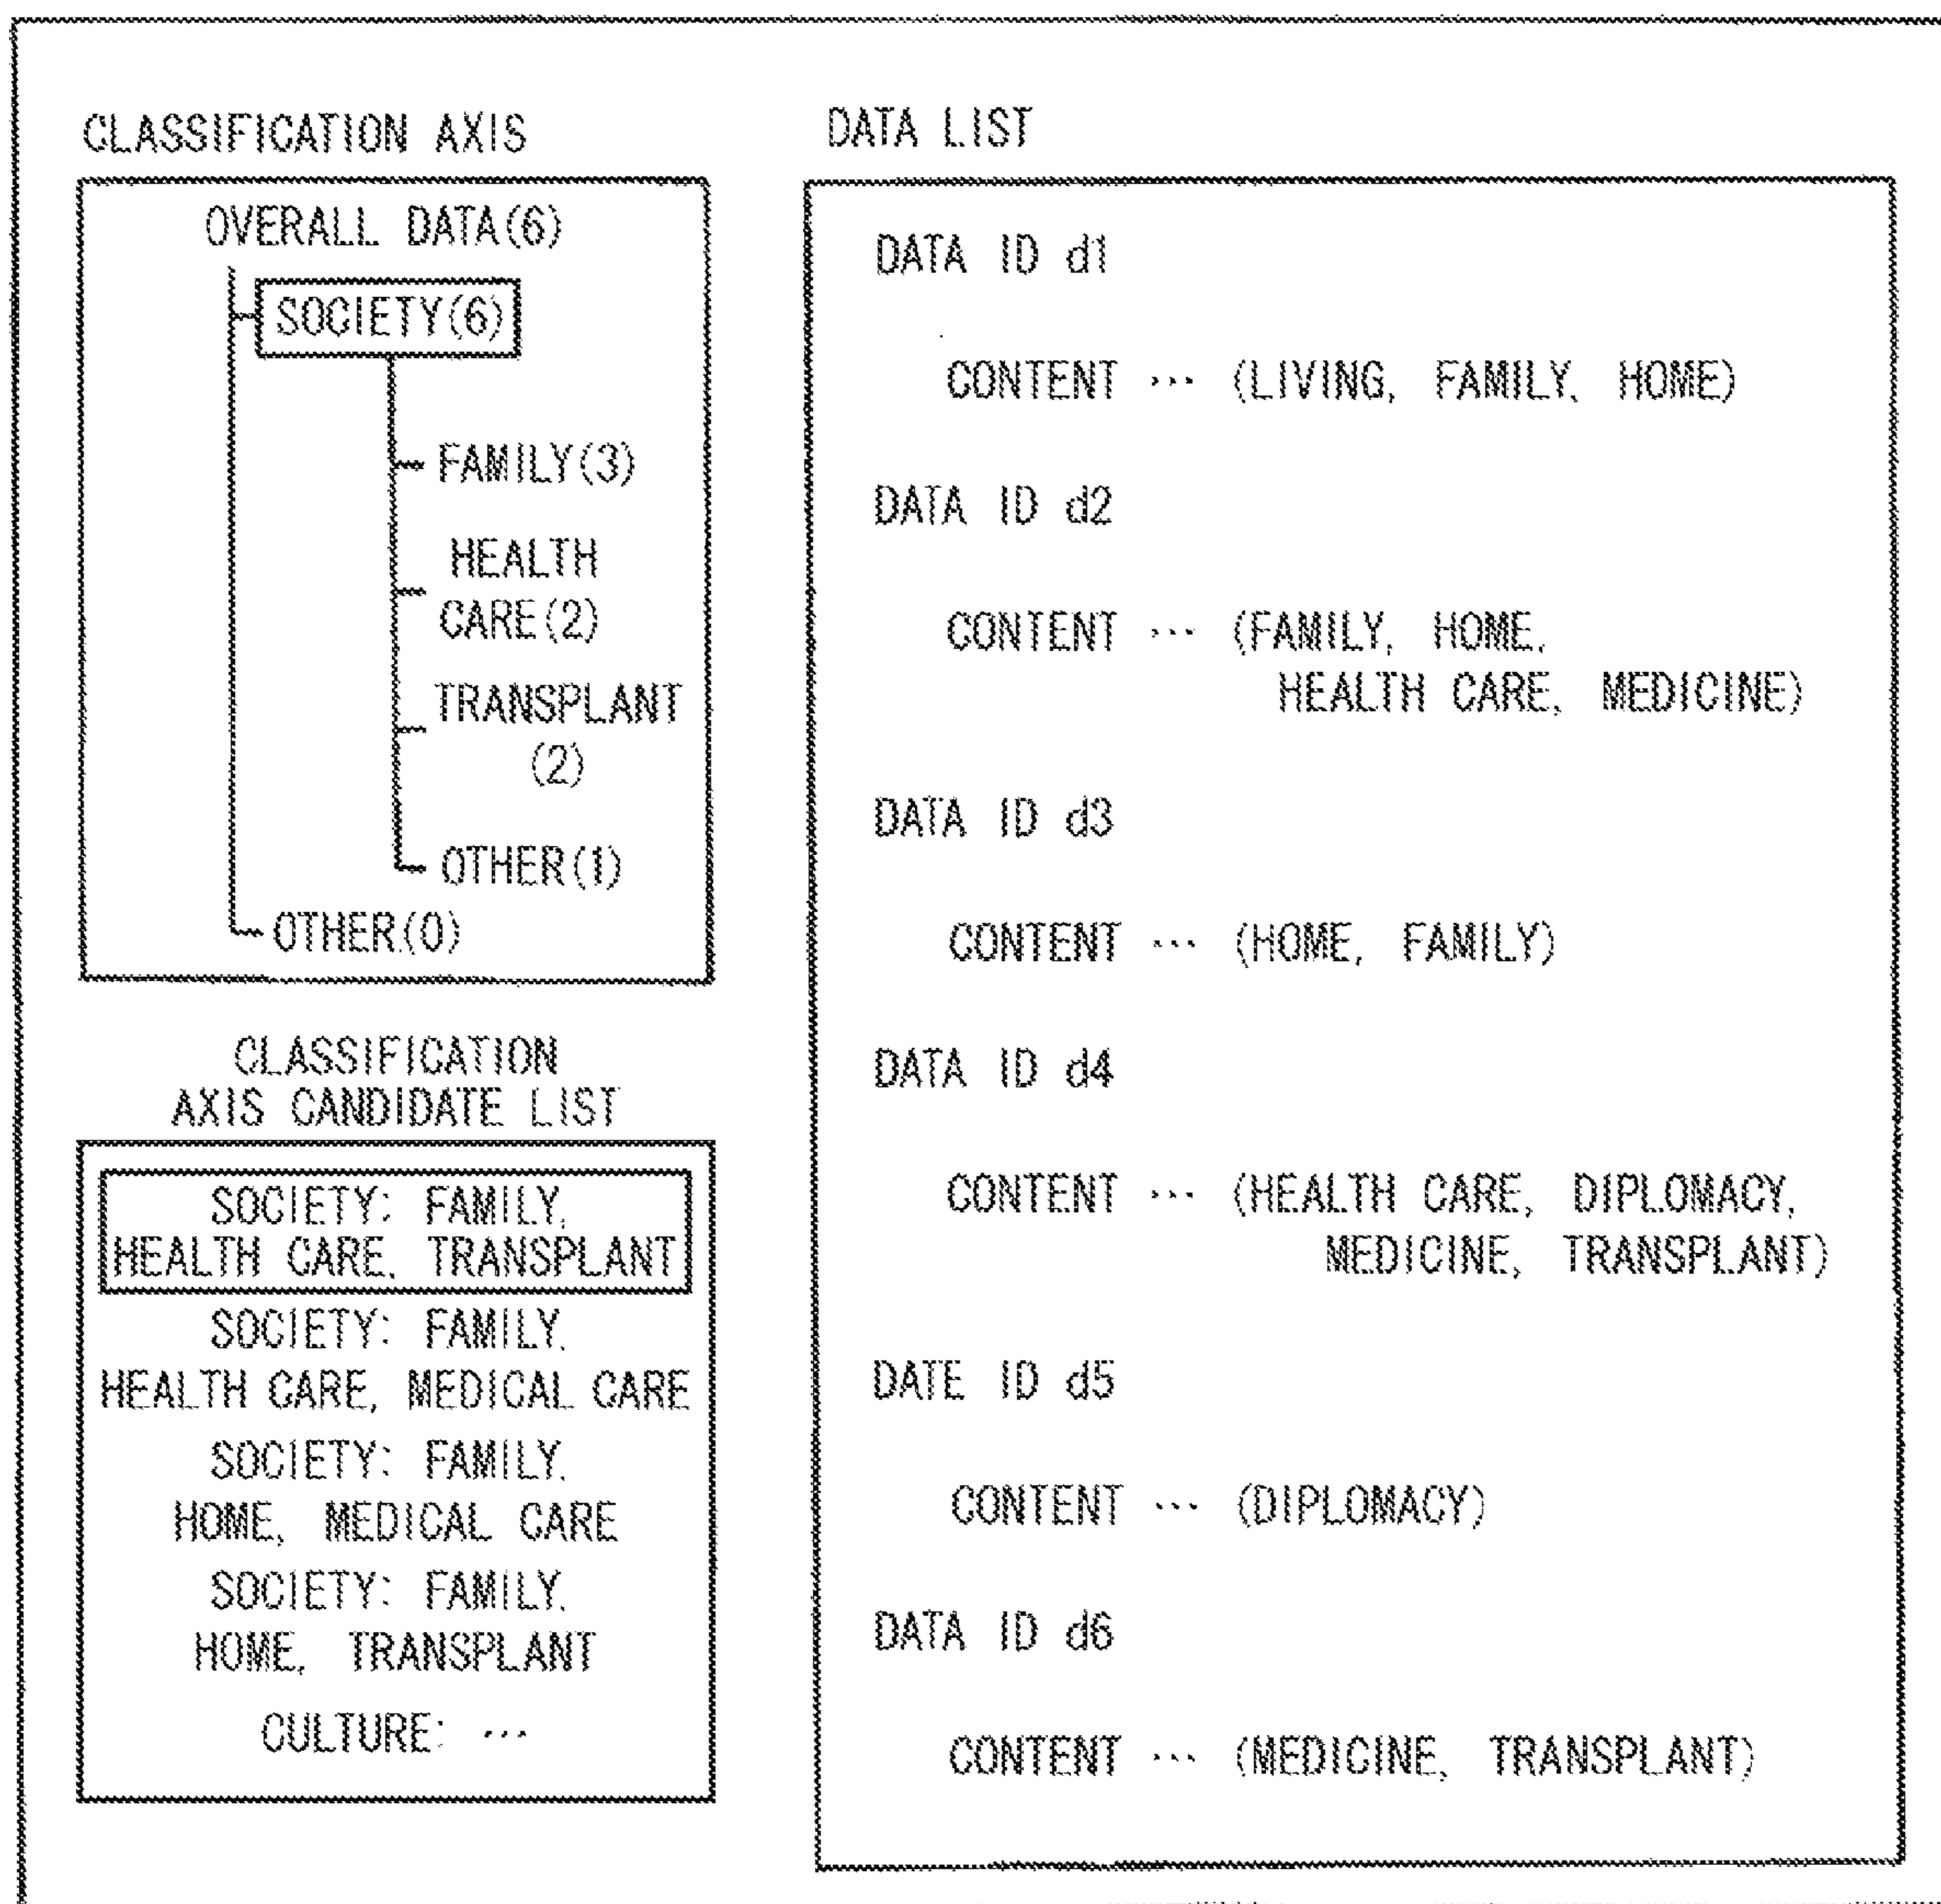 CLASSIFICATION AXIS
OVERALL DATA(6)
SOCIETY(6)
FAMILY(3)
HEALTH
CARE(2)
TRANSPLANT
(2)
OTHER(1)
OTHER(0)
CLASSIFICATION
AXIS CANDIDATE LIST
SOCIETY: FAMILY,
HEALTH CARE, TRANSPLANT
SOCIETY: FAMILY,
HEALTH CARE, MEDICAL CARE
SOCIETY: FAMILY,
HOME, MEDICAL CARE
SOCIETY: FAMILY,
HOME, TRANSPLANT
CULTURE: ...
DATA LIST
DATA ID d1
CONTENT ... (LIVING, FAMILY, HOME)
DATA ID d2
CONTENT ... (FAMILY, HOME,
HEALTH CARE, MEDICINE)
DATA ID d3
CONTENT ... (HOME, FAMILY)
DATA ID d4
CONTENT ... (HEALTH CARE, DIPLOMACY,
MEDICINE, TRANSPLANT)
DATE ID d5
CONTENT ... (DIPLOMACY)
DATA ID d6
CONTENT ... (MEDICINE, TRANSPLANT)